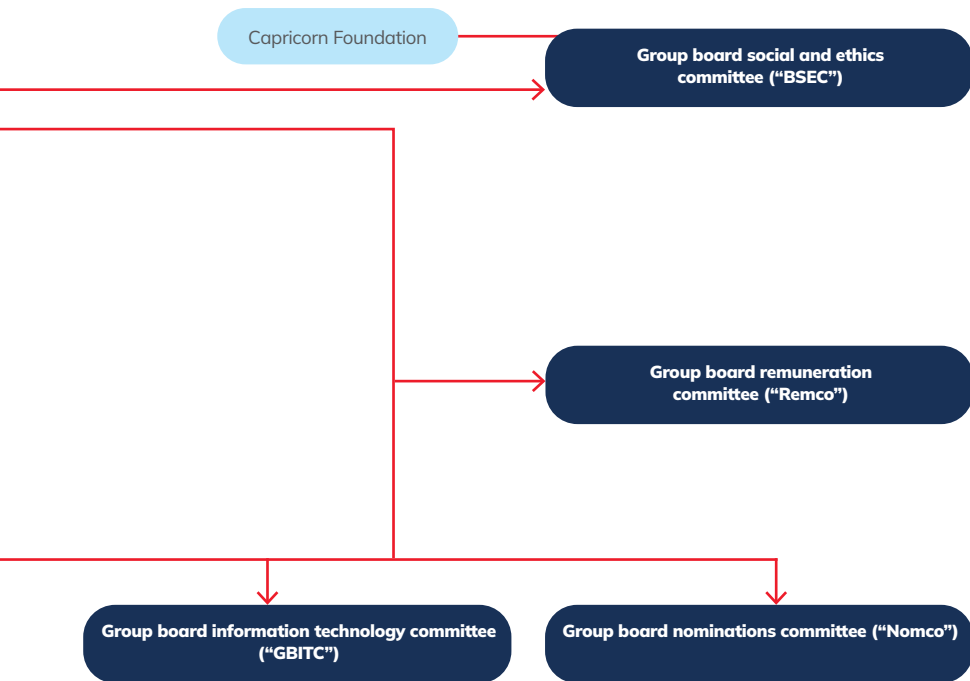 Capricorn Foundation
Group board social and ethics
committee (“BSEC”)
Group board remuneration
committee (“Remco”)
Group board information technology committee
(“GBITC”)
Group board nominations committee (“Nomco”)